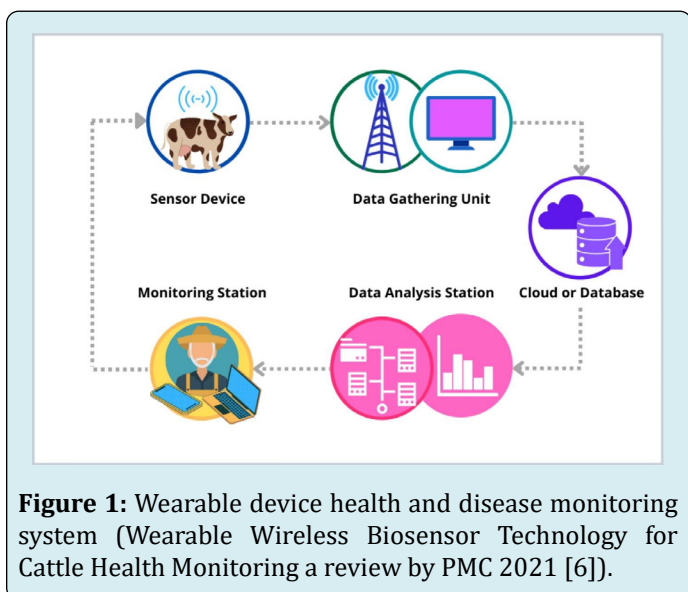 Sensor Device
Data Gathering Unit
Monitoring Station
Data Analysis Station
Cloud or Database
Figure 1: Wearable device health and disease monitoring
system (Wearable Wireless Biosensor Technology for
Cattle Health Monitoring a review by PMC 2021 [6]).